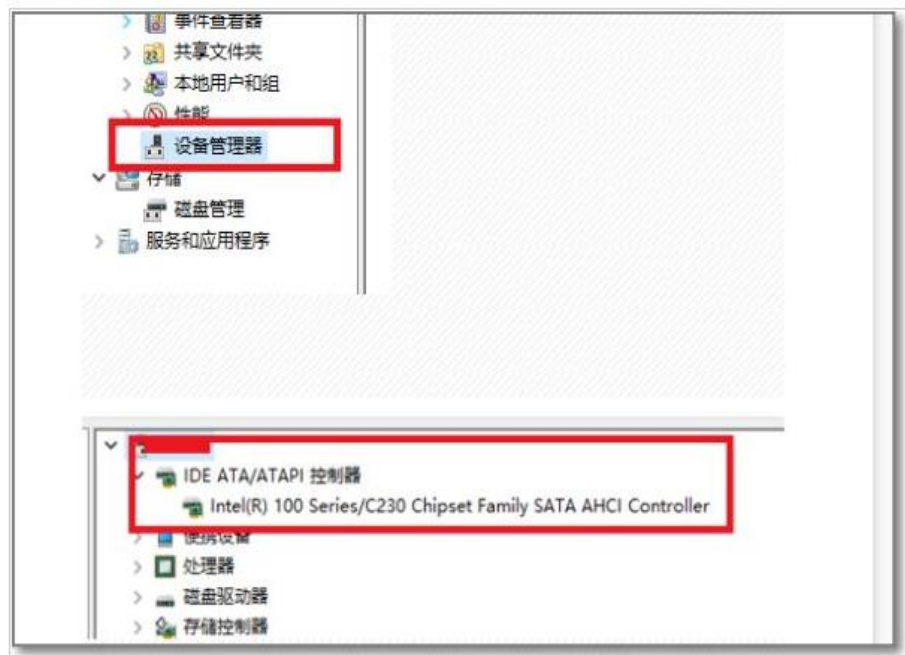 事件查看器
共享文件夹
本地用户和组
性能
设备管理器
存储
磁盘管理
服务和应用程序
IDE ATA/ATAPI 控制器
Intel(R) 100 Series/C230 Chipset Family SATA AHCI Controller
便携设备
处理器
磁盘驱动器
存储控制器